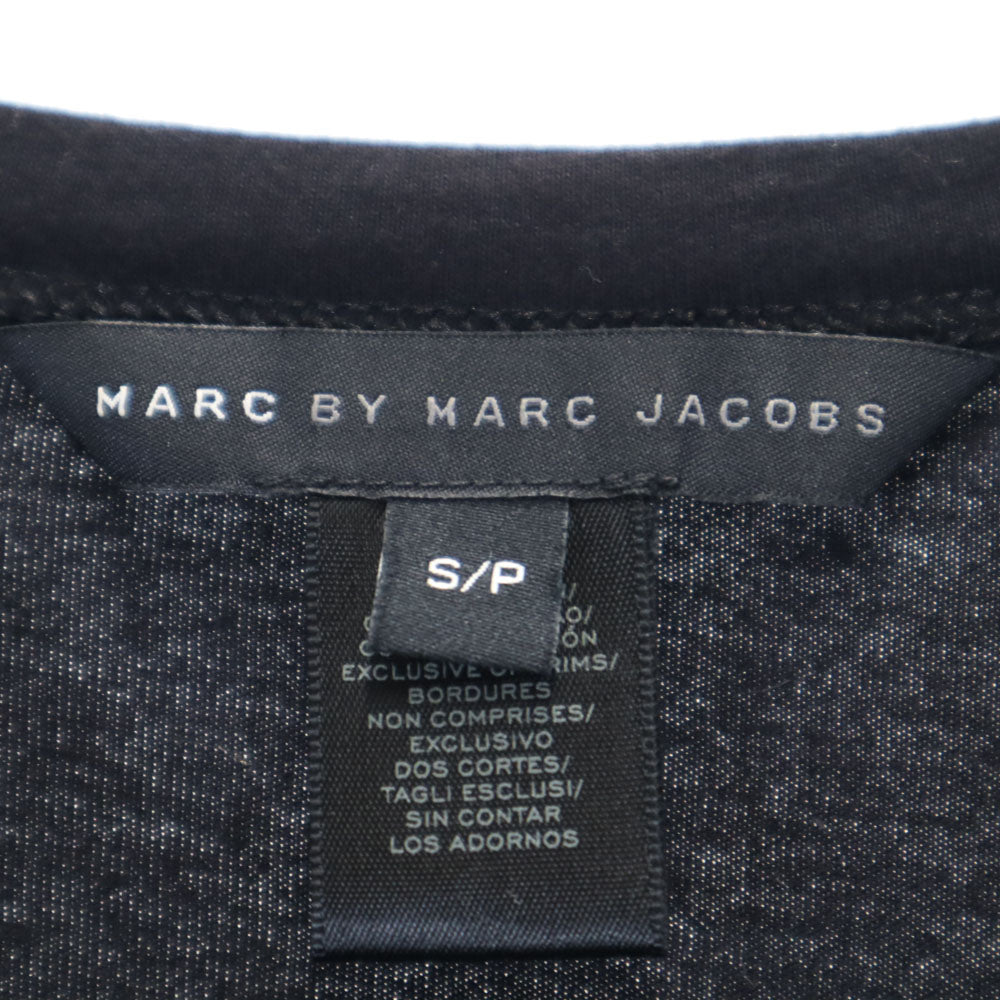 MARC BY MARC JACOBS
S/P
EXCLUSIVE
BORDURES
NON COMPRISES/
EXCLUSIVO
DOS CORTES/
TAGLI ESCLUSI/
SIN CONTAR
LOS ADORNOS